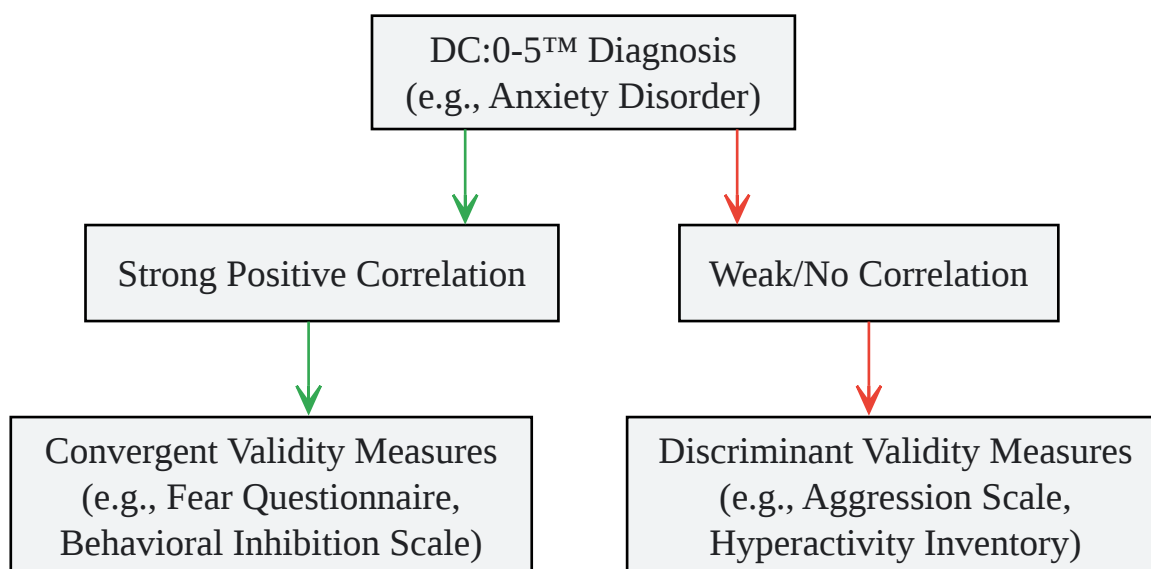 DC:0-5™ Diagnosis
(e.g., Anxiety Disorder)
Strong Positive Correlation
Weak/No Correlation
Convergent Validity Measures
(e.g., Fear Questionnaire,
Behavioral Inhibition Scale)
Discriminant Validity Measures
(e.g., Aggression Scale,
Hyperactivity Inventory)